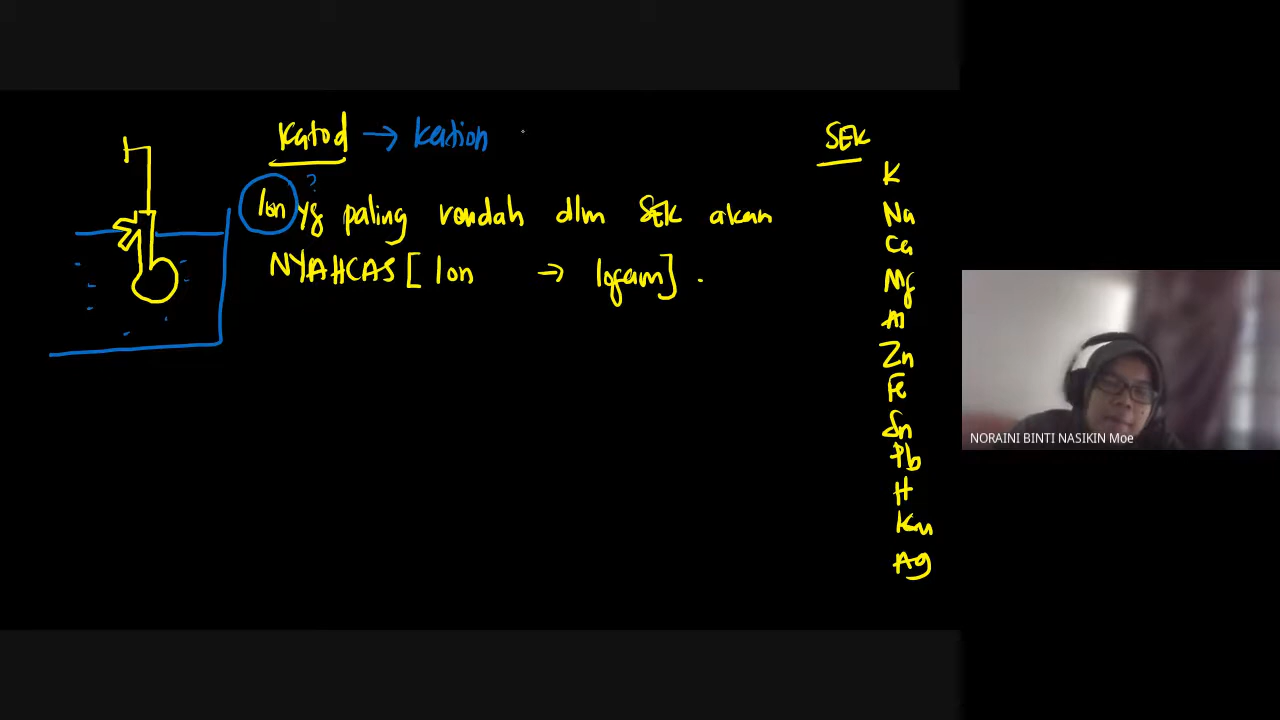 Katod → kation
?
Ion yg paling rendah dlm SEK akan
NYAHCAS [ Ion → logam ] .
SEK
K
Na
Ca
Mg
Al
Zn
Fe
Sn
Pb
H
Ku
Ag
NORAINI BINTI NASIKIN Moe